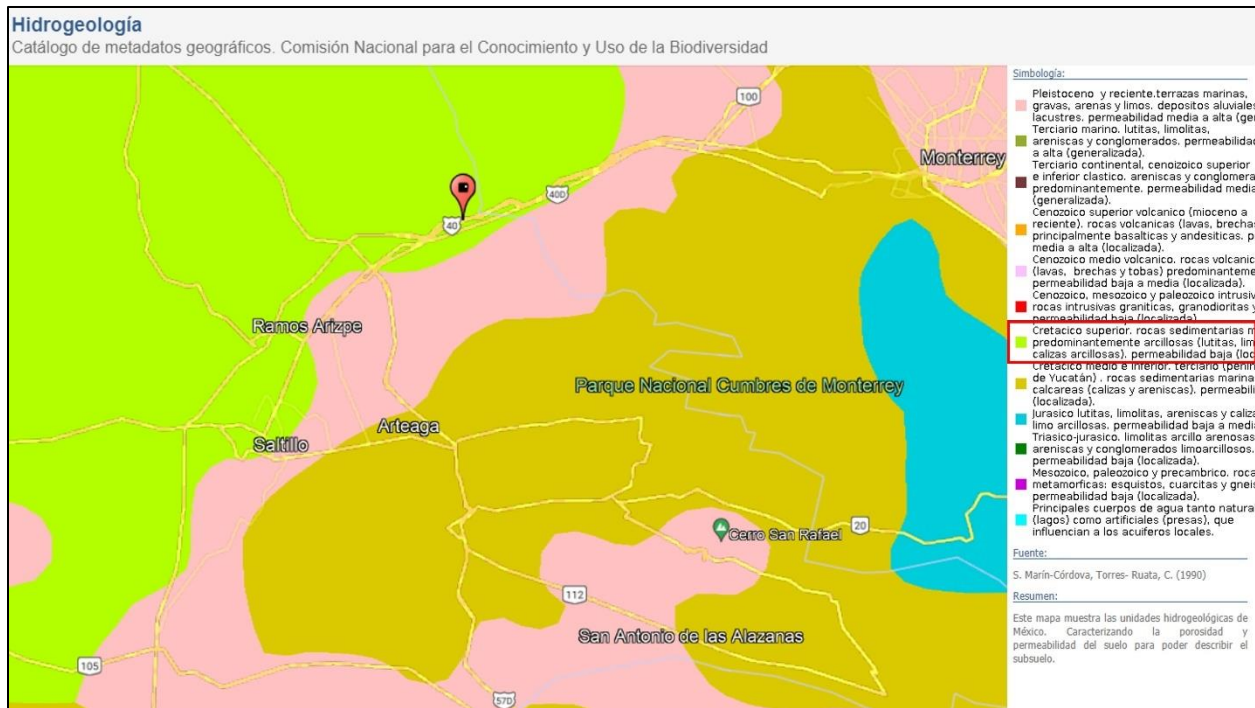 Hidrogeología
Catálogo de metadatos geográficos. Comisión Nacional para el Conocimiento y Uso de la Biodiversidad
100
Monterrey
40D
40
Ramos Arizpe
Parque Nacional Cumbres de Monterrey
Arteaga
Saltillo
20
Cerro San Rafael
112
San Antonio de las Alazanas
105
57D
Simbología:
Pleistoceno y reciente.terrazas marinas,
gravas, arenas y limos. depositos aluviales
lacustres. permeabilidad media a alta (gen
Terciario marino. lutitas, limolitas,
areniscas y conglomerados. permeabilidad
a alta (generalizada).
Terciario continental, cenoizoico superior
e inferior clastico. areniscas y conglomera
predominantemente. permeabilidad media
(generalizada).
Cenozoico superior volcanico (mioceno a
reciente). rocas volcanicas (lavas, brechas
principalmente basalticas y andesiticas. p
media a alta (localizada).
Cenozoico medio volcanico. rocas volcanic
(lavas, brechas y tobas) predominanteme
permeabilidad baja a media (localizada).
Cenozoico, mesozoico y paleozoico intrusiv
rocas intrusivas graniticas, granodioritas y
permeabilidad baja (localizada)
Cretacico superior. rocas sedimentarias m
predominantemente arcillosas (lutitas, lim
calizas arcillosas). permeabilidad baja (loc
Cretacico medio e inferior. terciario (penin
de Yucatán) . rocas sedimentarias marina
calcareas (calizas y areniscas). permeabili
(localizada).
Jurasico lutitas, limolitas, areniscas y caliza
limo arcillosas. permeabilidad baja a media
Triasico-jurasico. limolitas arcillo arenosas
areniscas y conglomerados limoarcillosos.
permeabilidad baja (localizada).
Mesozoico, paleozoico y precambrico. roca
metamorficas: esquistos, cuarcitas y gneis
permeabilidad baja (localizada).
Principales cuerpos de agua tanto natura
(lagos) como artificiales (presas), que
influencian a los acuiferos locales.
Fuente:
S. Marín-Córdova, Torres- Ruata, C. (1990)
Resumen:
Este mapa muestra las unidades hidrogeológicas de
México. Caracterizando la porosidad y
permeabilidad del suelo para poder describir el
subsuelo.